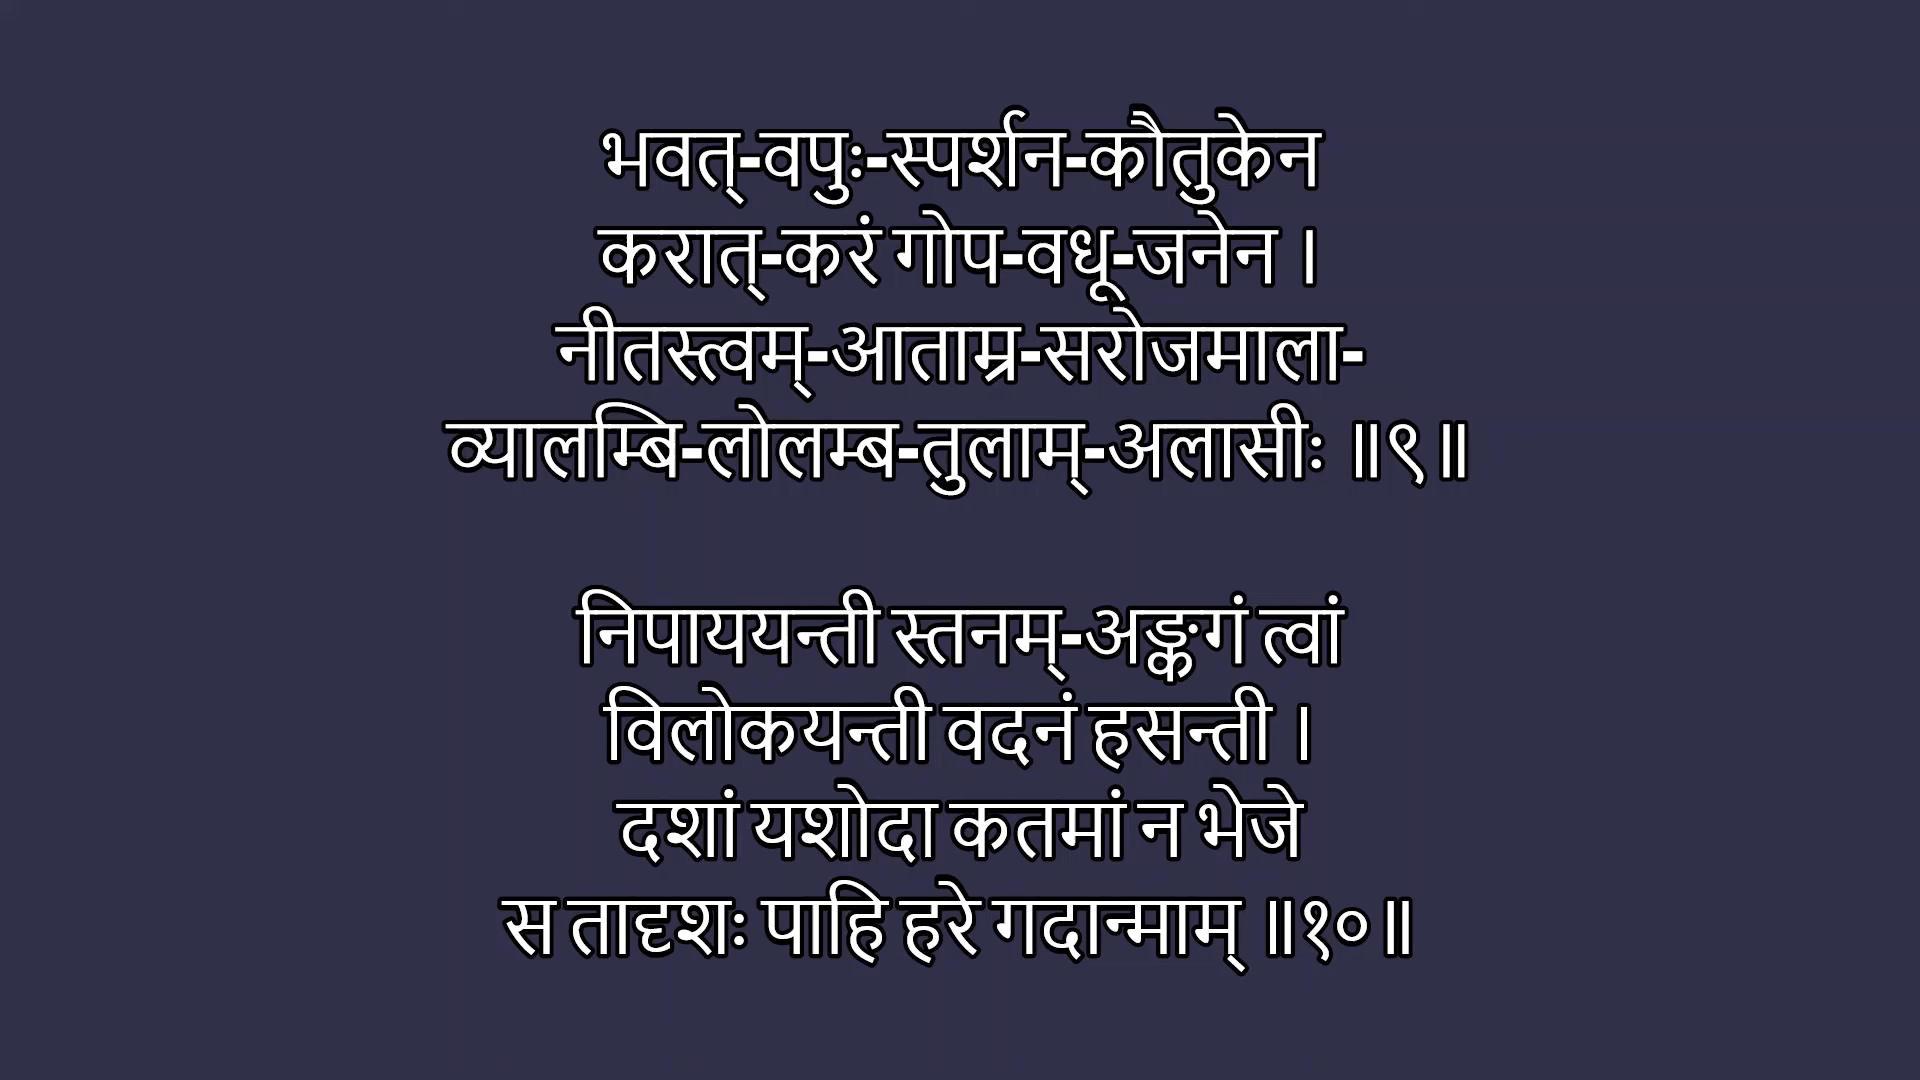 भवत्-वपुः-स्पर्शन-कौतुकेन
करात्-करं गोप-वधू-जनेन ।
नीतस्त्वम्-आताम्र-सरोजमाला-
व्यालम्बि-लोलम्ब-तुलाम्-अलासीः ॥९॥
निपाययन्ती स्तनम्-अङ्कगं त्वां
विलोकयन्ती वदनं हसन्ती ।
दशां यशोदा कतमां न भेजे
स तादृशः पाहि हरे गदान्माम् ॥१०॥